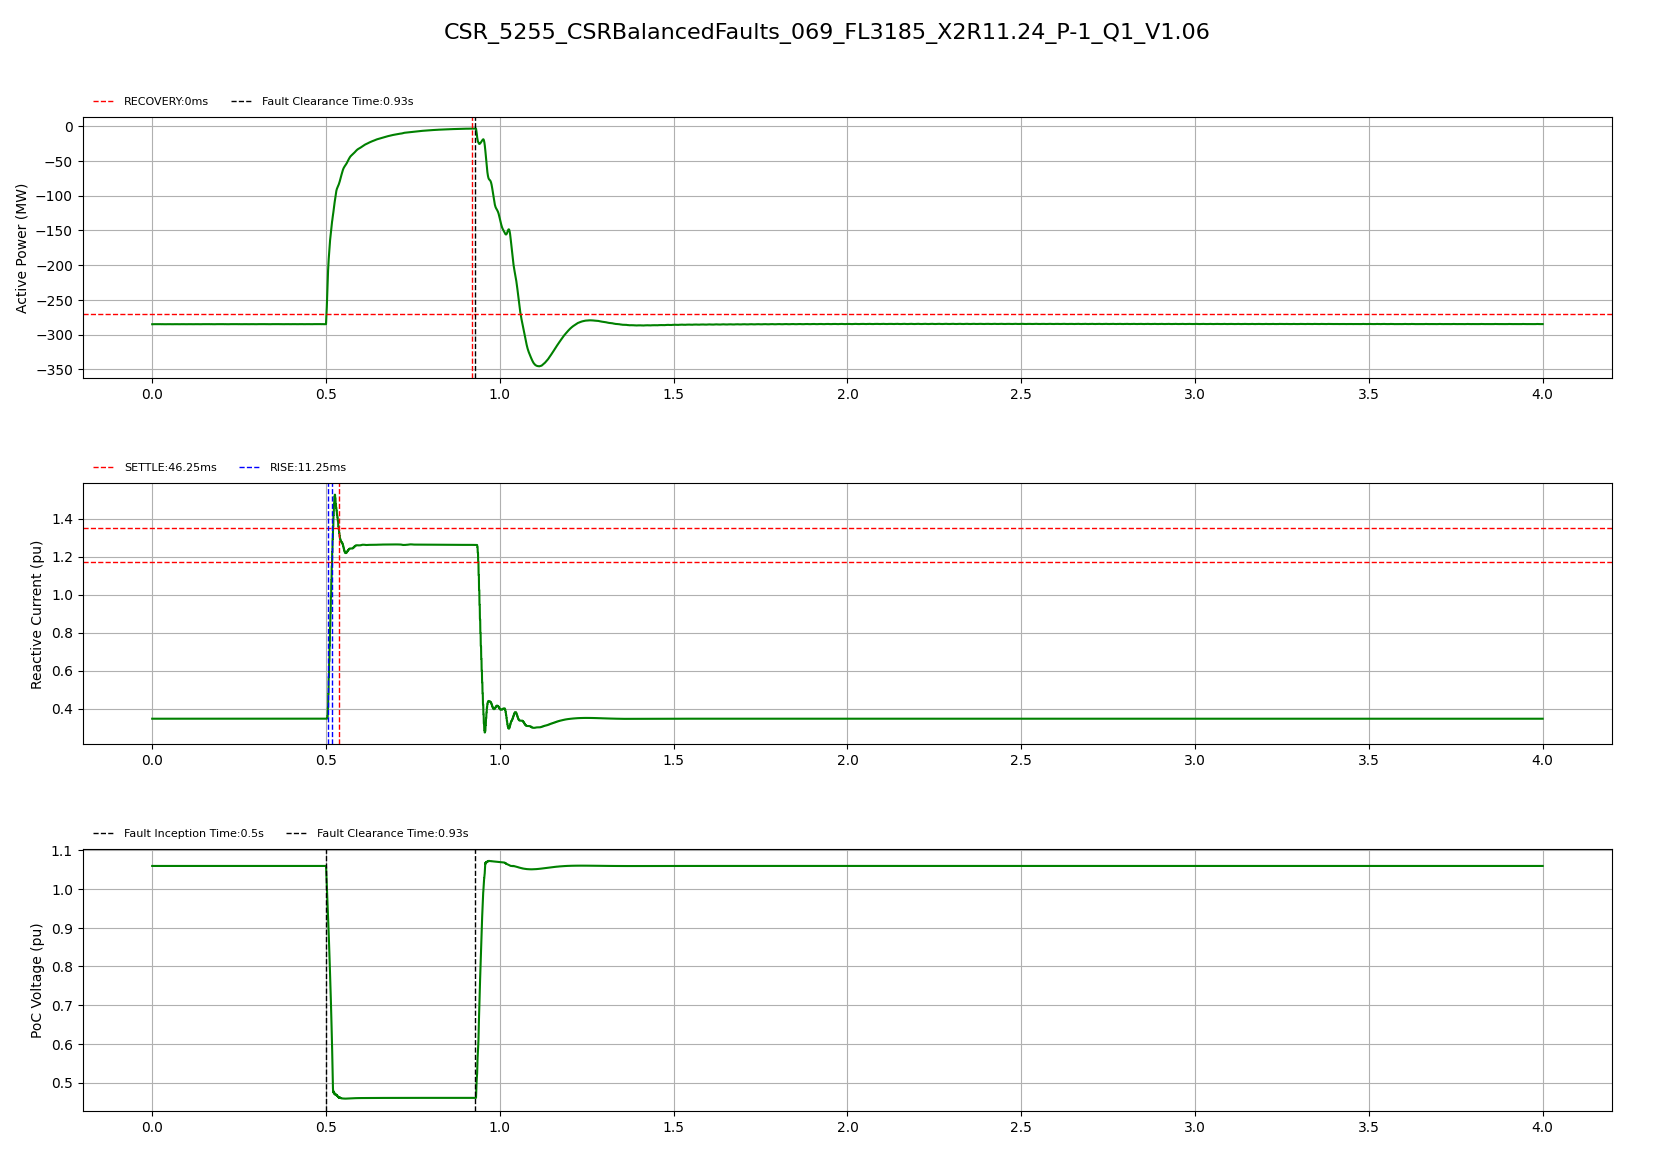 CSR_5255_CSRBalancedFaults_069_FL3185_X2R11.24_P-1_Q1_V1.06
RECOVERY:0ms Fault Clearance Time:0.93s
Active Power (MW)
0
−50
−100
−150
−200
−250
−300
−350
0.0 0.5 1.0 1.5 2.0 2.5 3.0 3.5 4.0
SETTLE:46.25ms RISE:11.25ms
Reactive Current (pu)
1.4
1.2
1.0
0.8
0.6
0.4
0.0 0.5 1.0 1.5 2.0 2.5 3.0 3.5 4.0
Fault Inception Time:0.5s Fault Clearance Time:0.93s
PoC Voltage (pu)
1.1
1.0
0.9
0.8
0.7
0.6
0.5
0.0 0.5 1.0 1.5 2.0 2.5 3.0 3.5 4.0